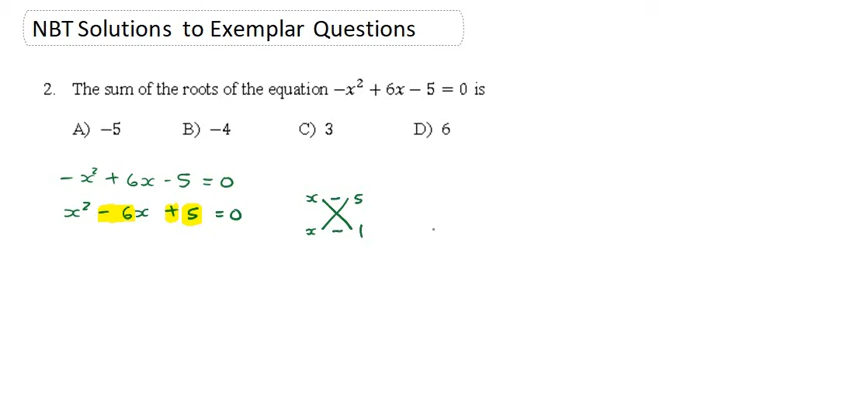 NBT Solutions to Exemplar Questions
2. The sum of the roots of the equation −x² + 6x − 5 = 0 is
A) −5 B) −4 C) 3 D) 6
- x² + 6x - 5 = 0
x² - 6x + 5 = 0
x - 5
x - 1